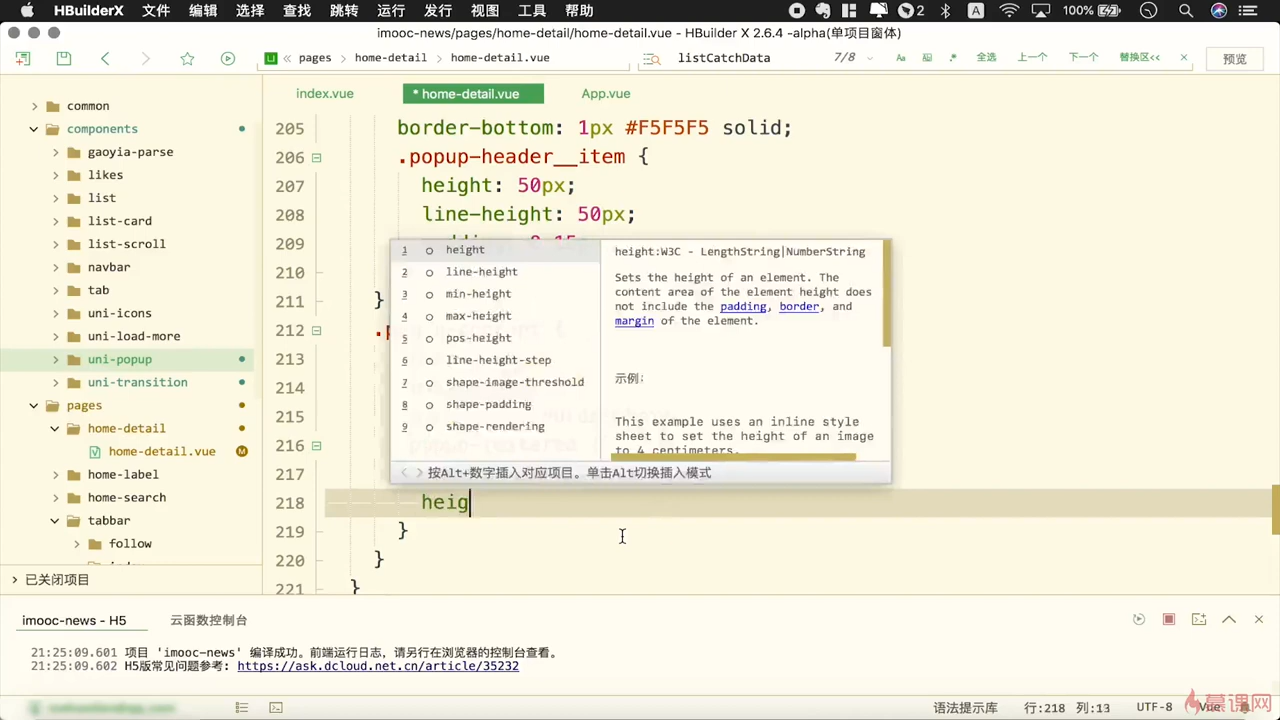 HBuilderX 文件 编辑 选择 查找 跳转 运行 发行 视图 工具 帮助 2 A 100%
imooc-news/pages/home-detail/home-detail.vue - HBuilder X 2.6.4 -alpha(单项目窗体)
pages home-detail home-detail.vue listCatchData 7/8 Aa 全选 上一个 下一个 替换区<< 预览
index.vue * home-detail.vue App.vue
common
components
gaoyia-parse
likes
list
list-card
list-scroll
navbar
tab
uni-icons
uni-load-more
uni-popup
uni-transition
pages
home-detail
home-detail.vue M
home-label
home-search
tabbar
follow
已关闭项目
205 border-bottom: 1px #F5F5F5 solid;
206 .popup-header__item {
207 height: 50px;
208 line-height: 50px;
209
210
211 }
212
213
214
215
216
217
218 heig
219 }
220 }
221 }
1 height
2 line-height
3 min-height
4 max-height
5 pos-height
6 line-height-step
7 shape-image-threshold
8 shape-padding
9 shape-rendering
height:W3C - LengthString|NumberString
Sets the height of an element. The
content area of the element height does
not include the padding, border, and
margin of the element.
示例:
This example uses an inline style
sheet to set the height of an image
to 4 centimeters.
按Alt+数字插入对应项目。单击Alt切换插入模式
imooc-news - H5 云函数控制台
21:25:09.601 项目 'imooc-news' 编译成功。前端运行日志,请另行在浏览器的控制台查看。
21:25:09.602 H5版常见问题参考: https://ask.dcloud.net.cn/article/35232
语法提示库 行:218 列:13 UTF-8 Vue
慕课网